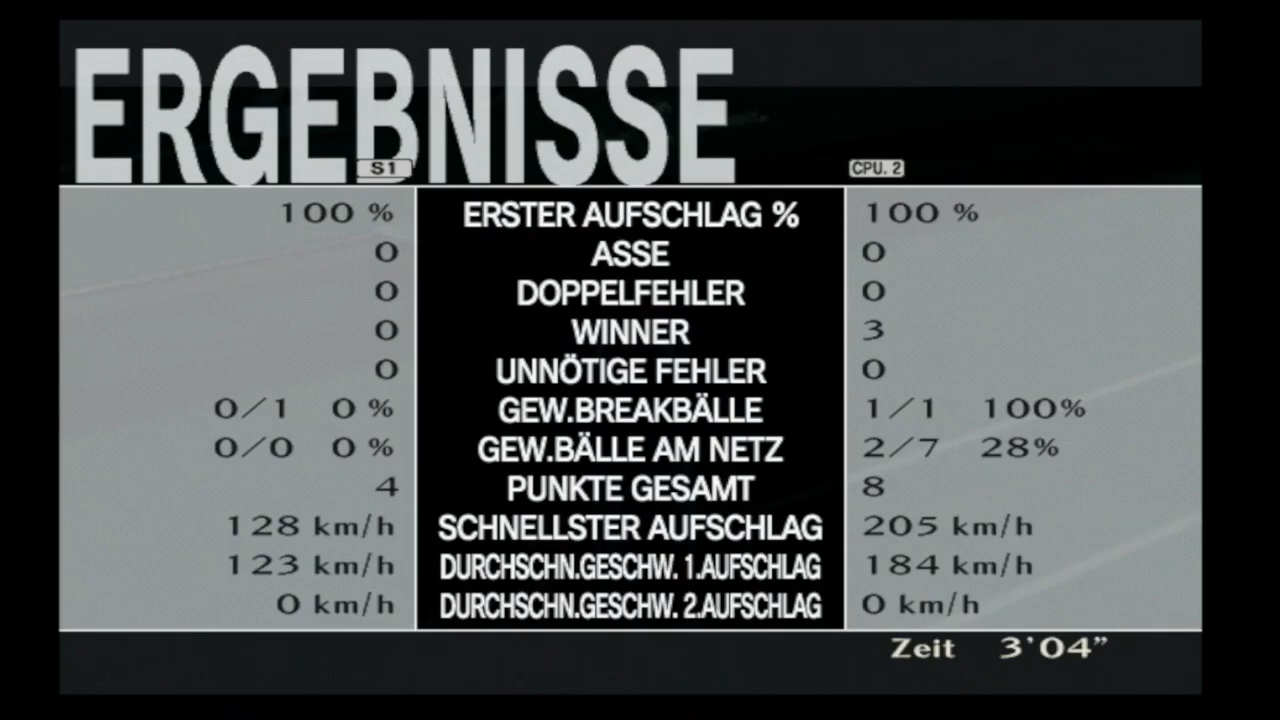 ERGEBNISSE
S1 CPU. 2
100 % ERSTER AUFSCHLAG % 100 %
0 ASSE 0
0 DOPPELFEHLER 0
0 WINNER 3
0 UNNÖTIGE FEHLER 0
0/1 0 % GEW.BREAKBÄLLE 1/1 100%
0/0 0 % GEW.BÄLLE AM NETZ 2/7 28%
4 PUNKTE GESAMT 8
128 km/h SCHNELLSTER AUFSCHLAG 205 km/h
123 km/h DURCHSCHN.GESCHW. 1.AUFSCHLAG 184 km/h
0 km/h DURCHSCHN.GESCHW. 2.AUFSCHLAG 0 km/h
Zeit 3'04”